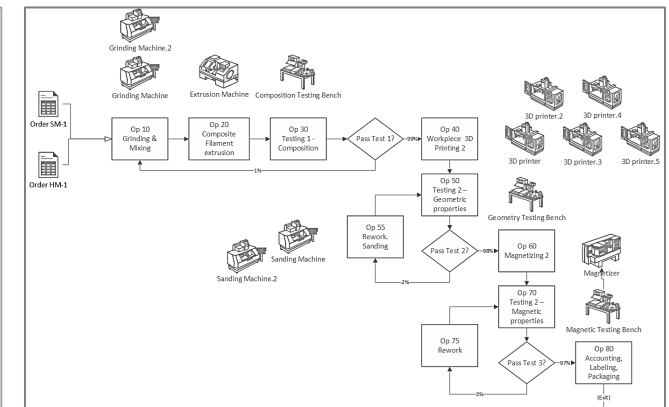 Grinding Machine.2
Grinding Machine
Extrusion Machine
Composition Testing Bench
3D printer.2
3D printer.4
3D printer
3D printer.3
3D printer.5
Order SM-1
Order HM-1
Op 10
Grinding &
Mixing
Op 20
Composite
Filament
extrusion
Op 30
Testing 1 -
Composition
Pass Test 1?
99%
1%
Op 40
Workpiece 3D
Printing 2
Op 50
Testing 2 –
Geometric
properties
Geometry Testing Bench
Op 55
Rework.
Sanding
Sanding Machine
Sanding Machine.2
Pass Test 2?
98%
2%
Op 60
Magnetizing 2
Magnetizer
Op 70
Testing 2 –
Magnetic
properties
Magnetic Testing Bench
Op 75
Rework
Pass Test 3?
97%
3%
Op 80
Accounting,
Labeling,
Packaging
(Exit)